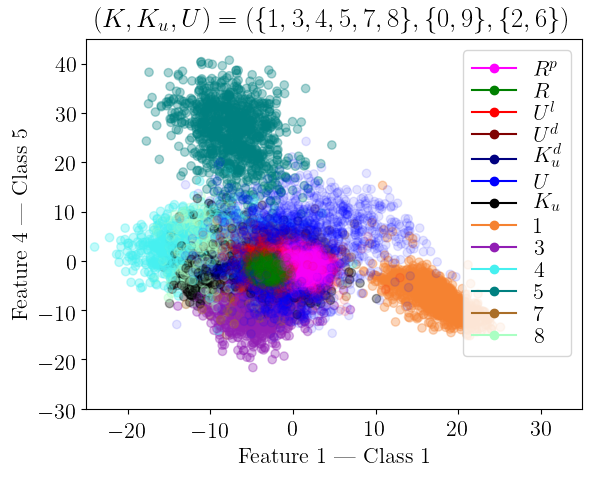 (K, K_u, U) = ({1, 3, 4, 5, 7, 8}, {0, 9}, {2, 6})
Feature 4 — Class 5
40
30
20
10
0
−10
−20
−30
−20
−10
0
10
20
30
Feature 1 — Class 1
R^p
R
U^l
U^d
K_u^d
U
K_u
1
3
4
5
7
8